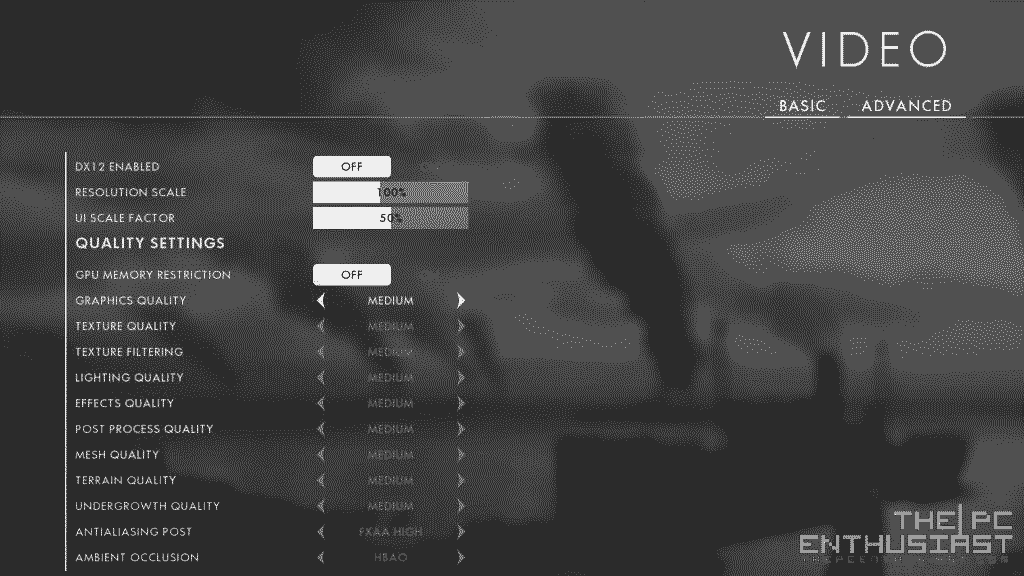 VIDEO
BASIC ADVANCED
DX12 ENABLED OFF
RESOLUTION SCALE 100%
UI SCALE FACTOR 50%
QUALITY SETTINGS
GPU MEMORY RESTRICTION OFF
GRAPHICS QUALITY MEDIUM
TEXTURE QUALITY MEDIUM
TEXTURE FILTERING MEDIUM
LIGHTING QUALITY MEDIUM
EFFECTS QUALITY MEDIUM
POST PROCESS QUALITY MEDIUM
MESH QUALITY MEDIUM
TERRAIN QUALITY MEDIUM
UNDERGROWTH QUALITY MEDIUM
ANTIALIASING POST FXAA HIGH
AMBIENT OCCLUSION HBAO
THE PC
ENTHUSIAST